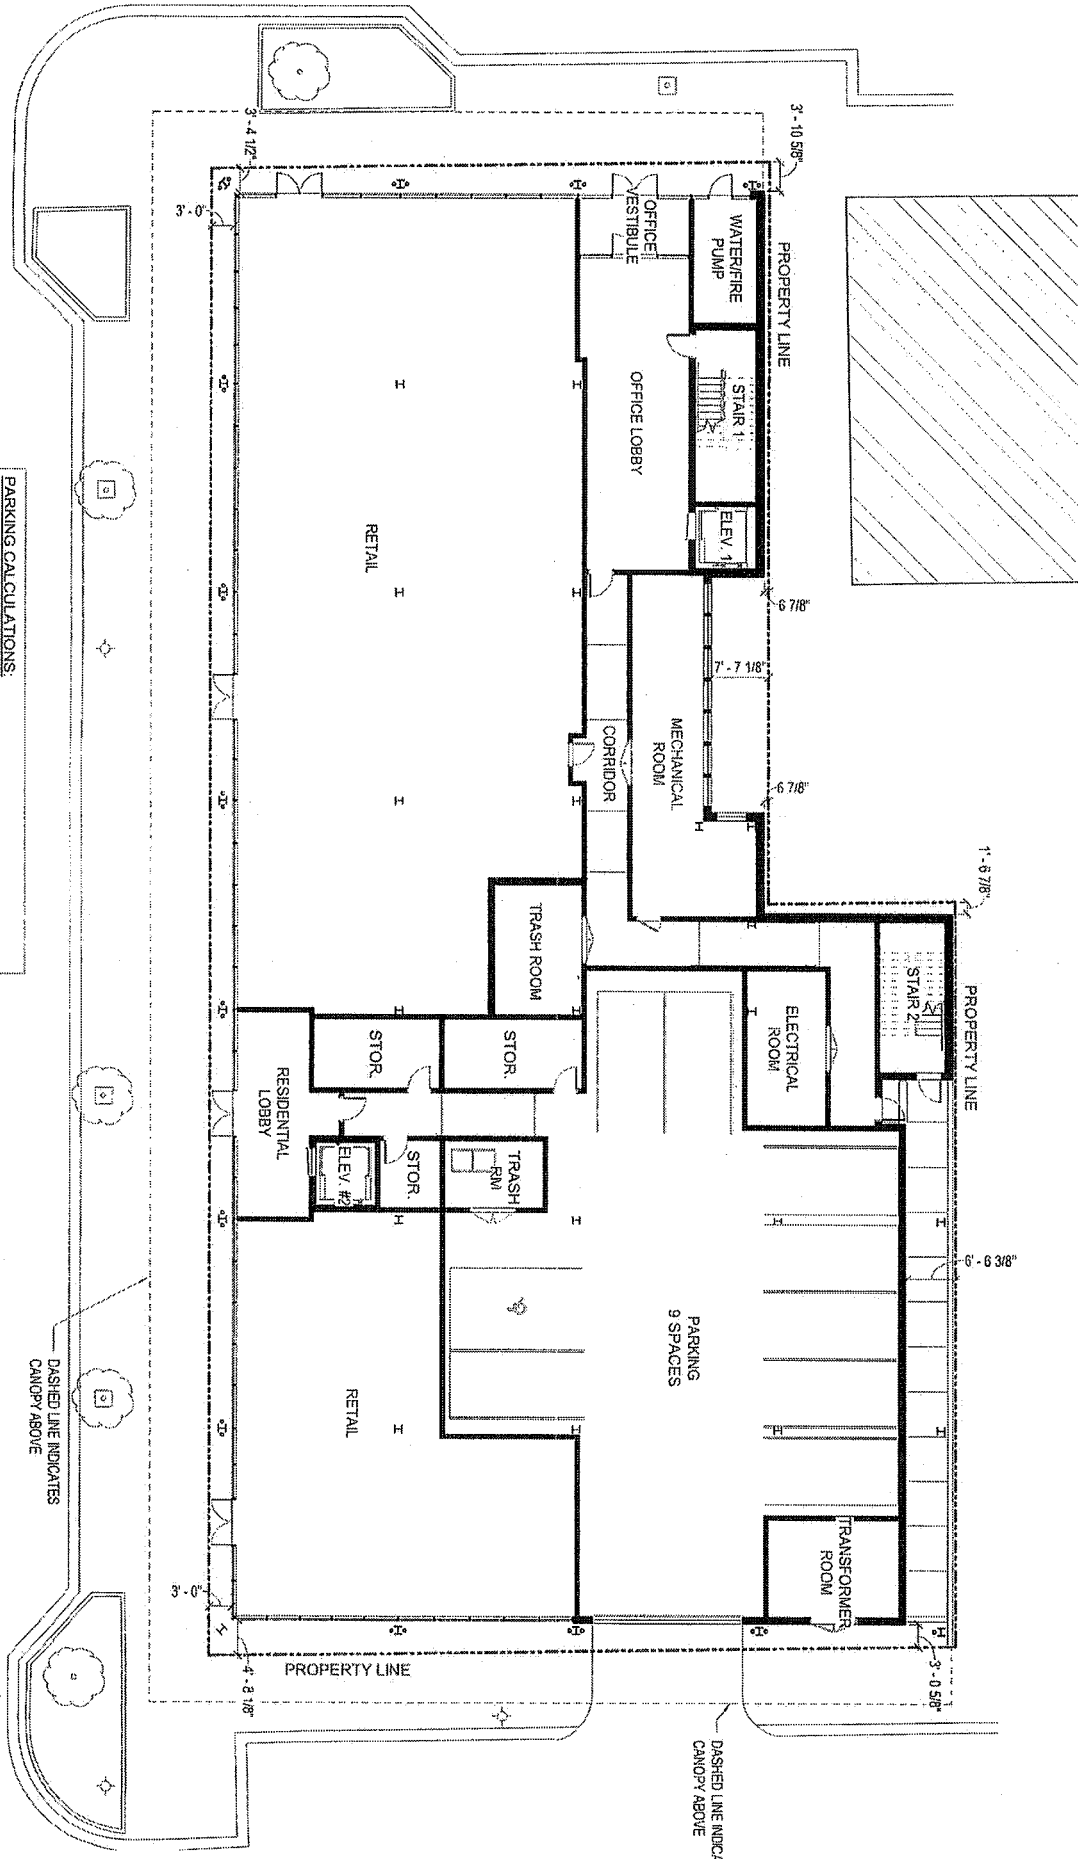 3' - 10 5/8"
3' - 4 1/2"
3' - 0"
PROPERTY LINE
WATER/FIRE
PUMP
OFFICE
VESTIBULE
STAIR 1
OFFICE LOBBY
ELEV. 1
RETAIL
6 7/8"
7' - 7 1/8"
6 7/8"
MECHANICAL
ROOM
CORRIDOR
1' - 6 7/8"
PROPERTY LINE
STAIR 2
TRASH ROOM
ELECTRICAL
ROOM
STOR.
STOR.
RESIDENTIAL
LOBBY
ELEV. #2
STOR.
TRASH
RM
6' - 6 3/8"
PARKING
9 SPACES
RETAIL
TRANSFORMER
ROOM
3' - 0"
4' - 8 1/8"
3' - 0 5/8"
PROPERTY LINE
DASHED LINE INDICATES
CANOPY ABOVE
DASHED LINE INDICA
CANOPY ABOVE
PARKING CALCULATIONS: